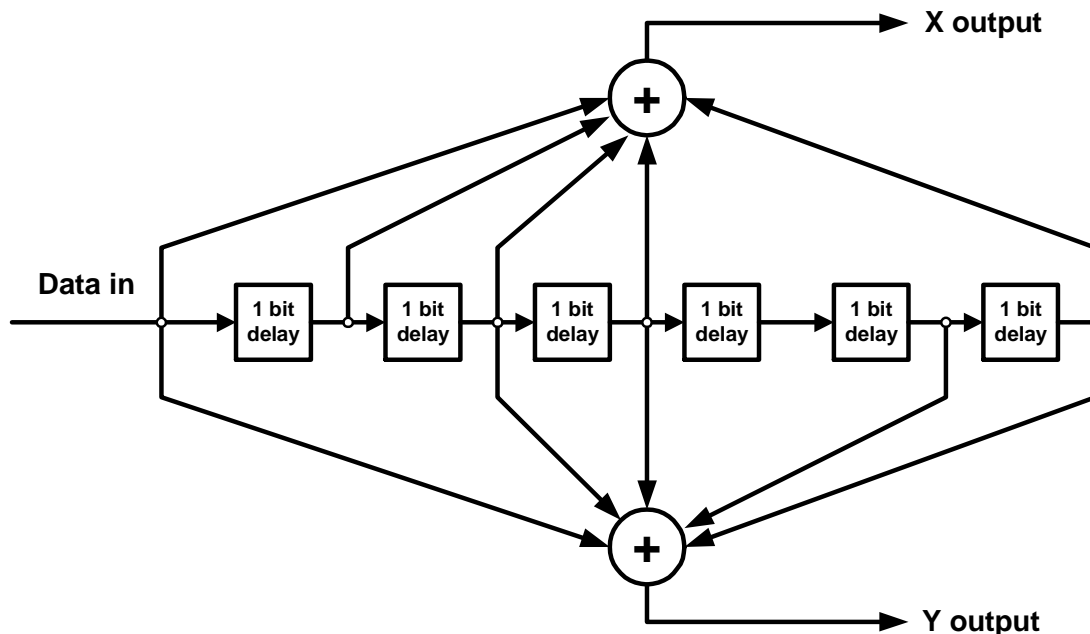 X output
+
Data in
1 bit
delay
1 bit
delay
1 bit
delay
1 bit
delay
1 bit
delay
1 bit
delay
+
Y output